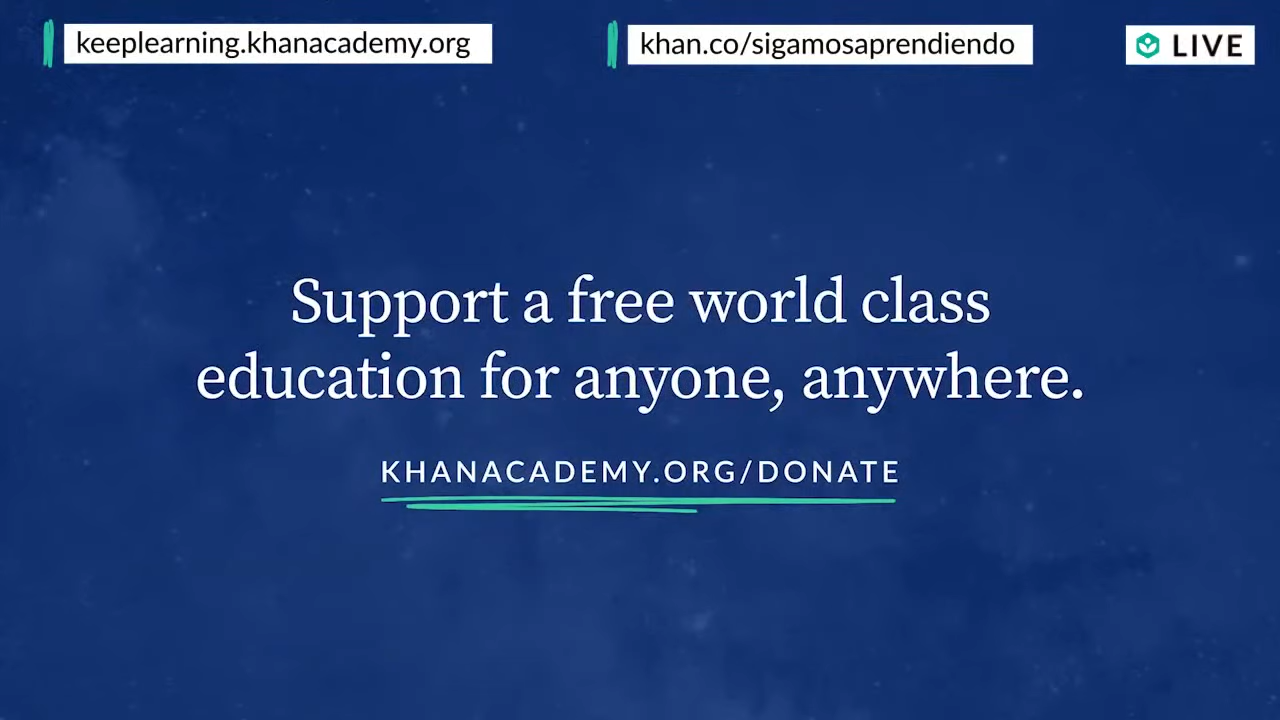 keeplearning.khanacademy.org
khan.co/sigamosaprendiendo
LIVE
Support a free world class
education for anyone, anywhere.
KHANACADEMY.ORG/DONATE